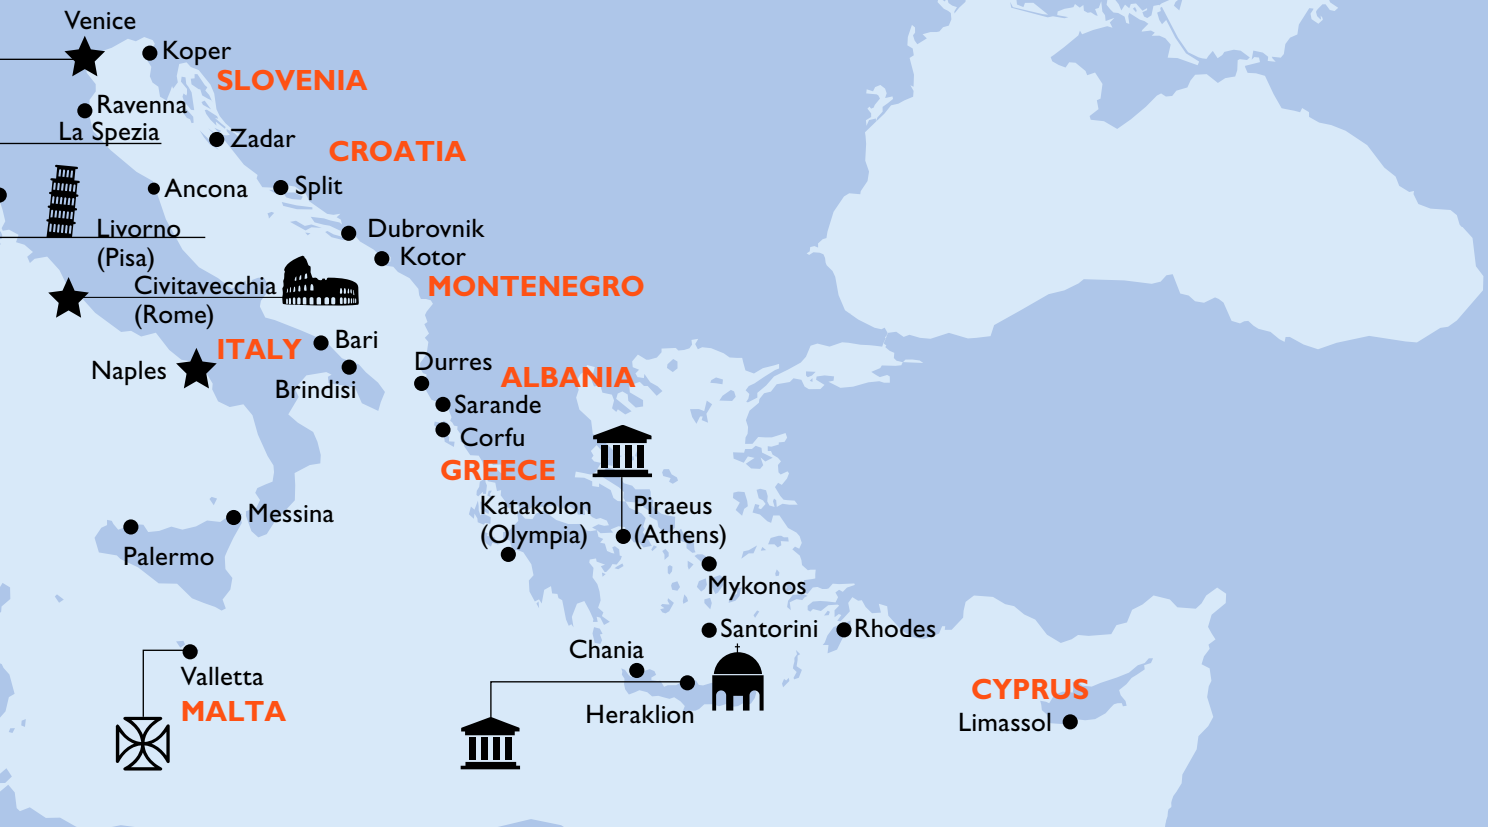 Venice
Koper
SLOVENIA
Ravenna
La Spezia
Zadar
CROATIA
Ancona
Split
Livorno
(Pisa)
Dubrovnik
Kotor
MONTENEGRO
Civitavecchia
(Rome)
ITALY
Bari
Naples
Brindisi
Durres
ALBANIA
Sarande
Corfu
GREECE
Katakolon
(Olympia)
Piraeus
(Athens)
Messina
Palermo
Mykonos
Santorini
Rhodes
Chania
Valletta
MALTA
Heraklion
CYPRUS
Limassol